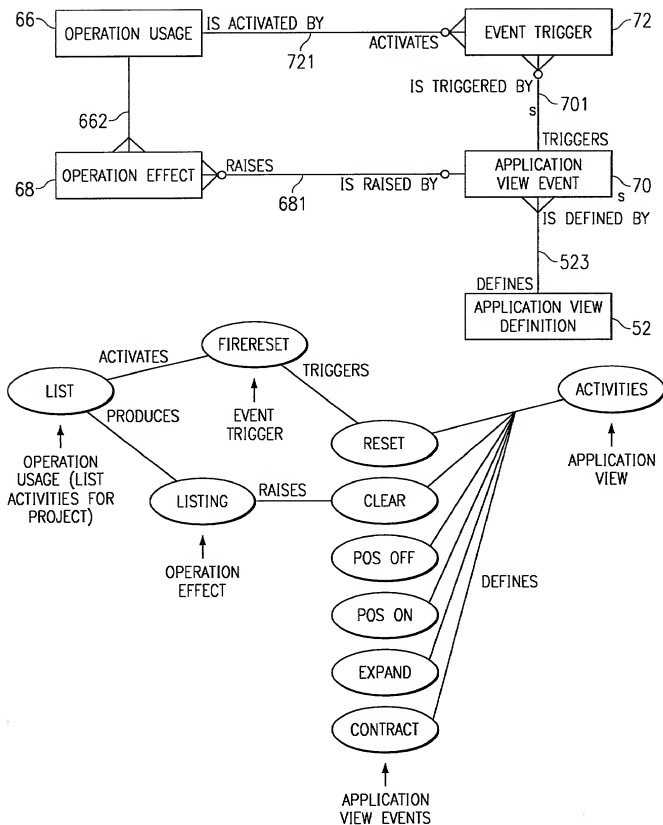 66
OPERATION USAGE
IS ACTIVATED BY
721
ACTIVATES
EVENT TRIGGER
72
IS TRIGGERED BY
701
S
TRIGGERS
662
68
OPERATION EFFECT
RAISES
681
IS RAISED BY
APPLICATION
VIEW EVENT
70
S
IS DEFINED BY
523
DEFINES
APPLICATION VIEW
DEFINITION
52
LIST
ACTIVATES
FIRERESET
TRIGGERS
EVENT
TRIGGER
PRODUCES
OPERATION
USAGE (LIST
ACTIVITIES FOR
PROJECT)
LISTING
RAISES
OPERATION
EFFECT
RESET
CLEAR
POS OFF
POS ON
EXPAND
CONTRACT
APPLICATION
VIEW EVENTS
DEFINES
ACTIVITIES
APPLICATION
VIEW